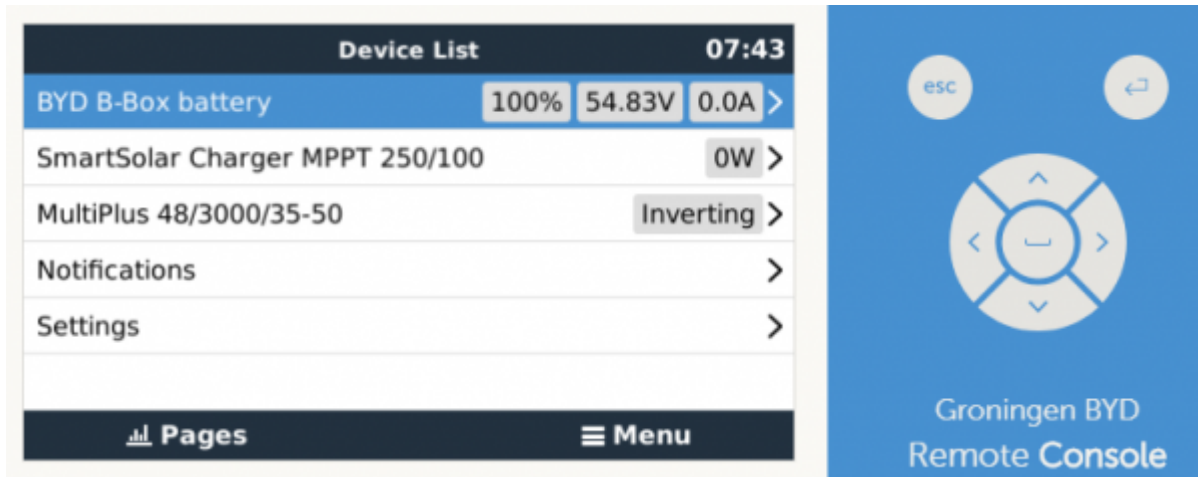 Device List 07:43
BYD B-Box battery 100% 54.83V 0.0A
SmartSolar Charger MPPT 250/100 0W
MultiPlus 48/3000/35-50 Inverting
Notifications
Settings
Pages Menu
esc
Groningen BYD
Remote Console